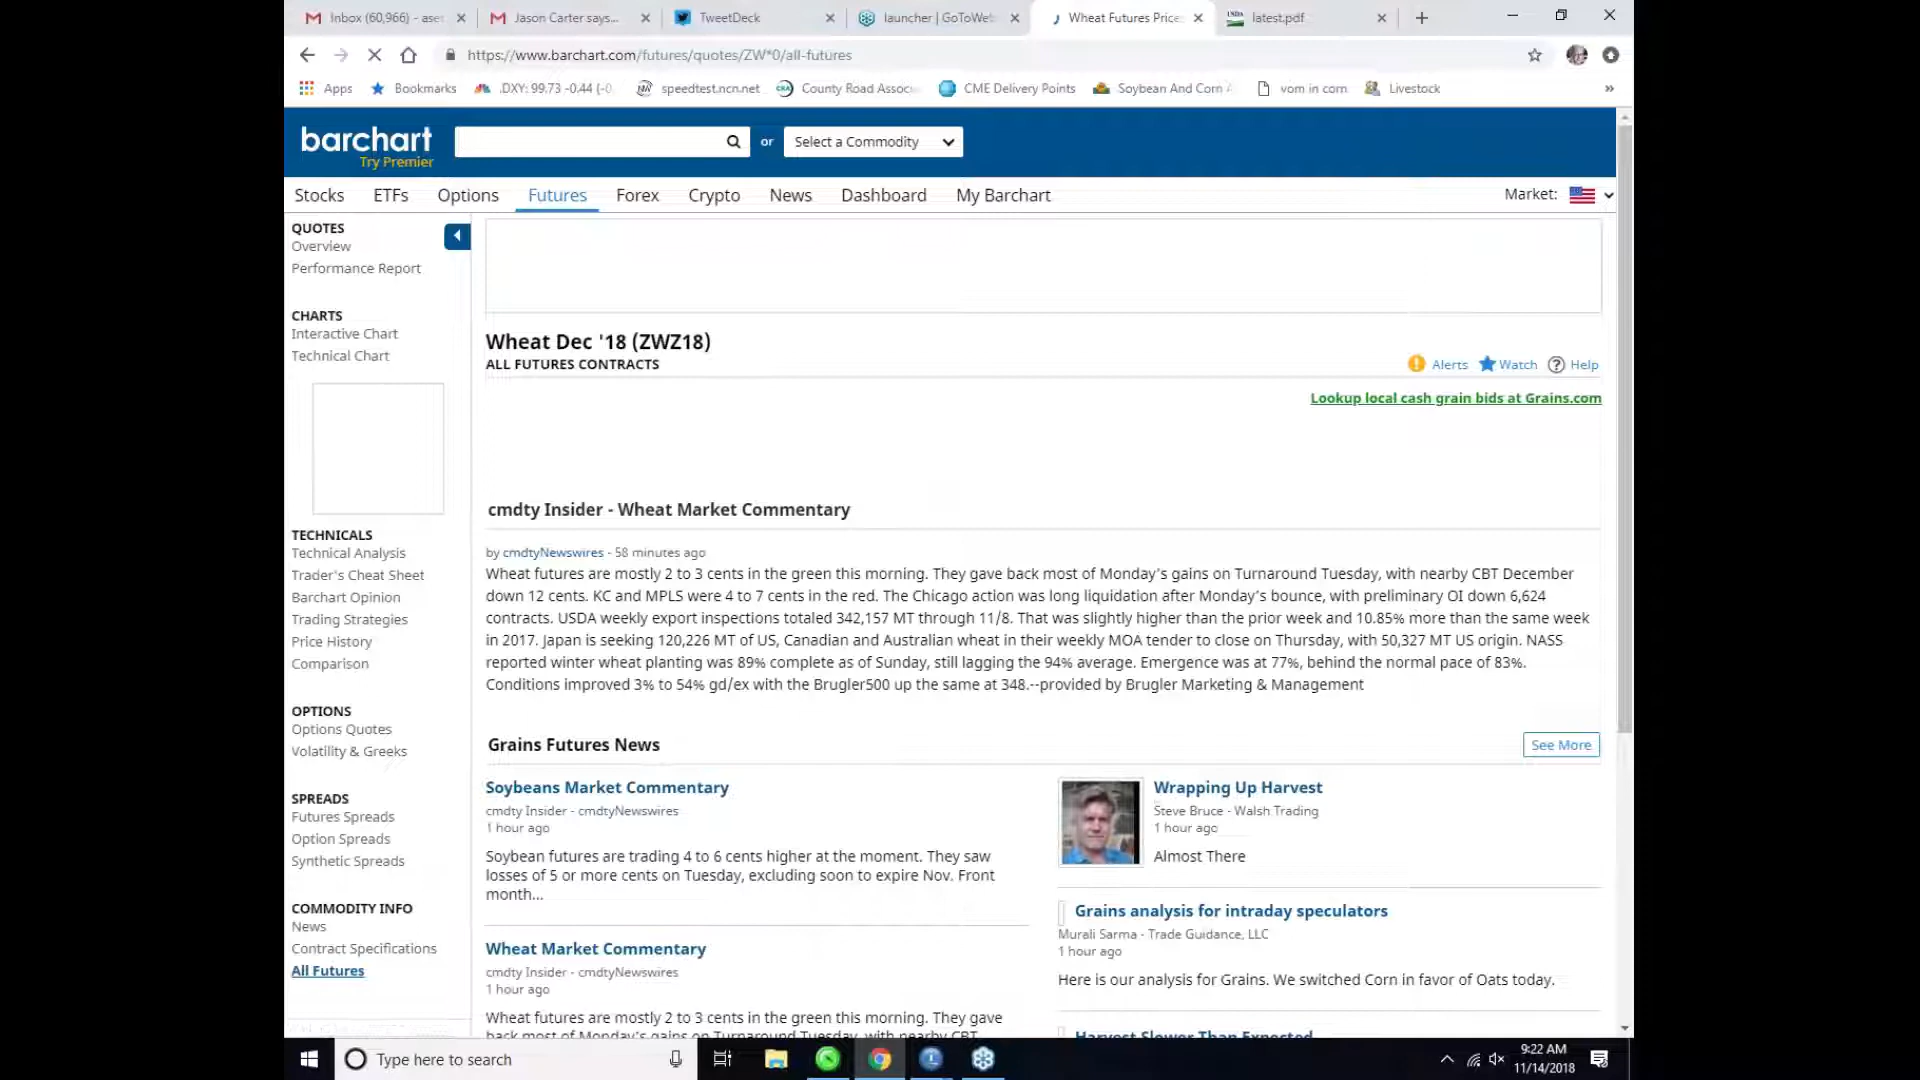 Inbox (60,966) - aset
Jason Carter says...
TweetDeck
launcher | GoToWeb
Wheat Futures Price
latest.pdf
https://www.barchart.com/futures/quotes/ZW*0/all-futures
Apps
Bookmarks
.DXY: 99.73 -0.44 (-0
speedtest.ncn.net
County Road Assoc
CME Delivery Points
Soybean And Corn A
vom in corn
Livestock
»
barchart
Try Premier
or
Select a Commodity
Stocks
ETFs
Options
Futures
Forex
Crypto
News
Dashboard
My Barchart
Market:
QUOTES
Overview
Performance Report
CHARTS
Interactive Chart
Technical Chart
TECHNICALS
Technical Analysis
Trader's Cheat Sheet
Barchart Opinion
Trading Strategies
Price History
Comparison
OPTIONS
Options Quotes
Volatility & Greeks
SPREADS
Futures Spreads
Option Spreads
Synthetic Spreads
COMMODITY INFO
News
Contract Specifications
All Futures
Wheat Dec '18 (ZWZ18)
ALL FUTURES CONTRACTS
Alerts
Watch
Help
Lookup local cash grain bids at Grains.com
cmdty Insider - Wheat Market Commentary
by cmdtyNewswires - 58 minutes ago
Wheat futures are mostly 2 to 3 cents in the green this morning. They gave back most of Monday's gains on Turnaround Tuesday, with nearby CBT December
down 12 cents. KC and MPLS were 4 to 7 cents in the red. The Chicago action was long liquidation after Monday's bounce, with preliminary OI down 6,624
contracts. USDA weekly export inspections totaled 342,157 MT through 11/8. That was slightly higher than the prior week and 10.85% more than the same week
in 2017. Japan is seeking 120,226 MT of US, Canadian and Australian wheat in their weekly MOA tender to close on Thursday, with 50,327 MT US origin. NASS
reported winter wheat planting was 89% complete as of Sunday, still lagging the 94% average. Emergence was at 77%, behind the normal pace of 83%.
Conditions improved 3% to 54% gd/ex with the Brugler500 up the same at 348.--provided by Brugler Marketing & Management
Grains Futures News
See More
Soybeans Market Commentary
cmdty Insider - cmdtyNewswires
1 hour ago
Soybean futures are trading 4 to 6 cents higher at the moment. They saw
losses of 5 or more cents on Tuesday, excluding soon to expire Nov. Front
month...
Wheat Market Commentary
cmdty Insider - cmdtyNewswires
1 hour ago
Wheat futures are mostly 2 to 3 cents in the green this morning. They gave
back most of Monday's gains on Turnaround Tuesday, with nearby CBT
Wrapping Up Harvest
Steve Bruce - Walsh Trading
1 hour ago
Almost There
Grains analysis for intraday speculators
Murali Sarma - Trade Guidance, LLC
1 hour ago
Here is our analysis for Grains. We switched Corn in favor of Oats today.
Harvest Slower Than Expected
Type here to search
9:22 AM
11/14/2018